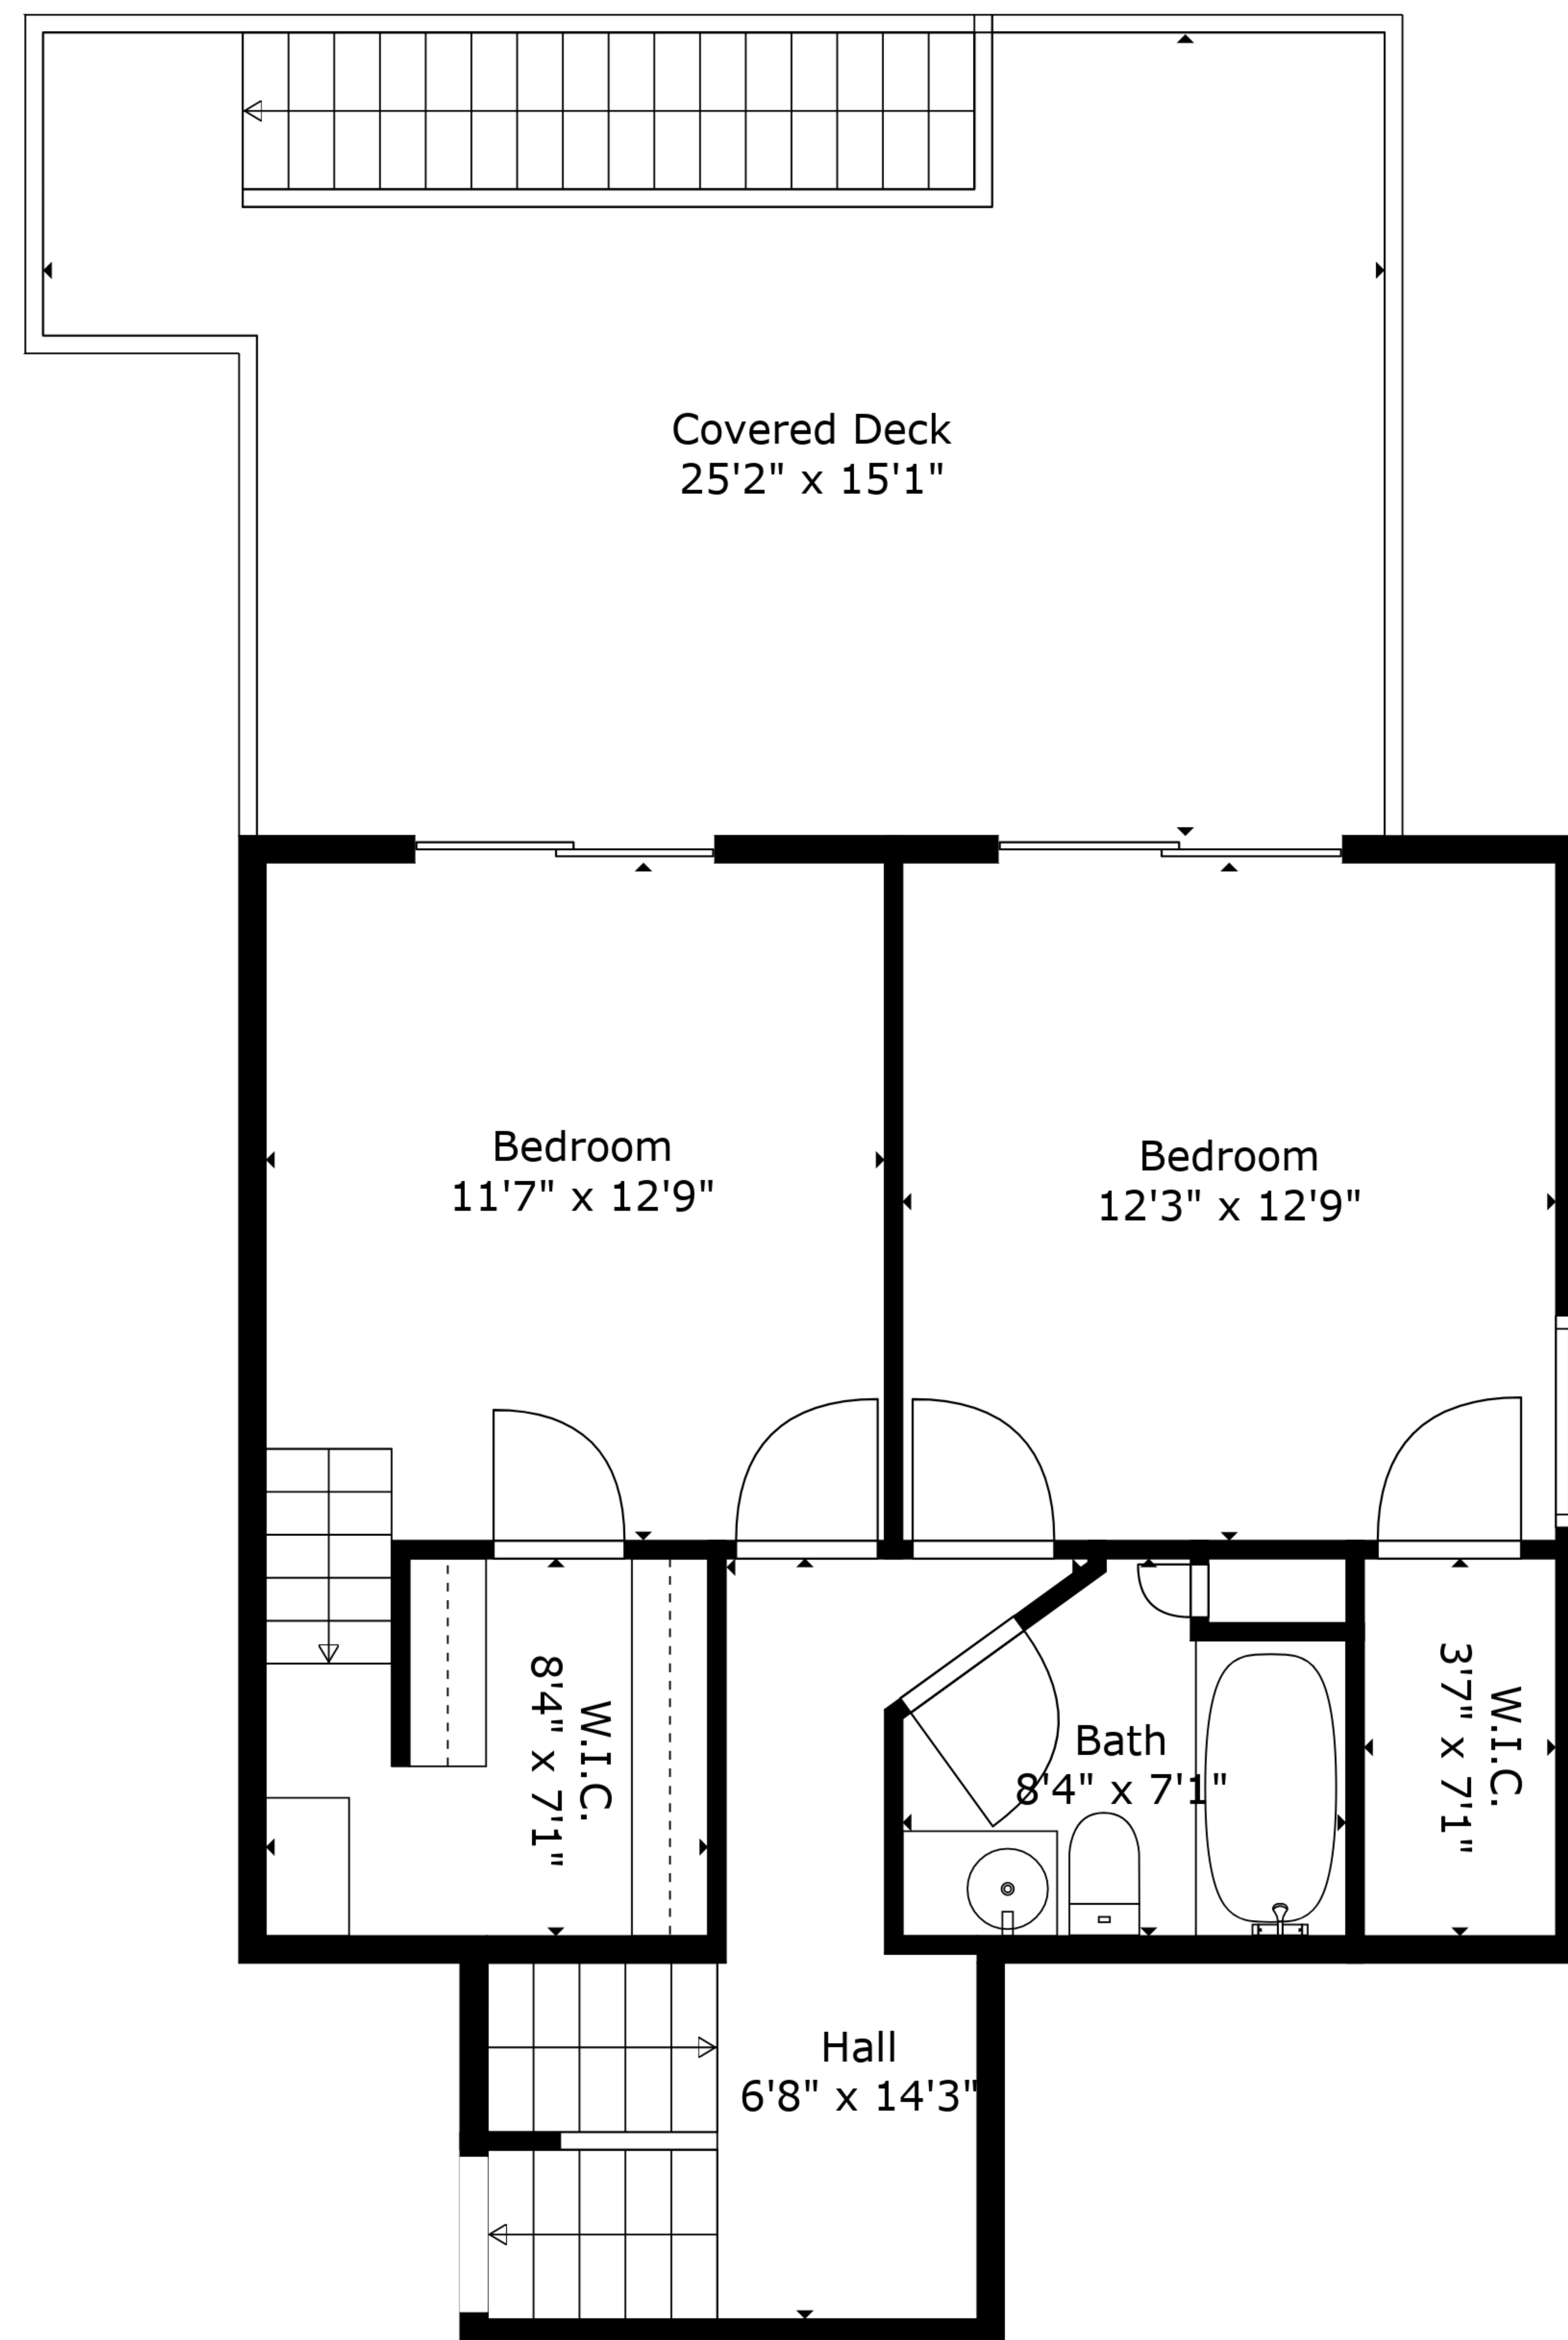 Covered Deck
25'2" x 15'1"
Bedroom
11'7" x 12'9"
Bedroom
12'3" x 12'9"
W.I.C.
8'4" x 7'1"
Bath
8'4" x 7'1"
W.I.C.
3'7" x 7'1"
Hall
6'8" x 14'3"